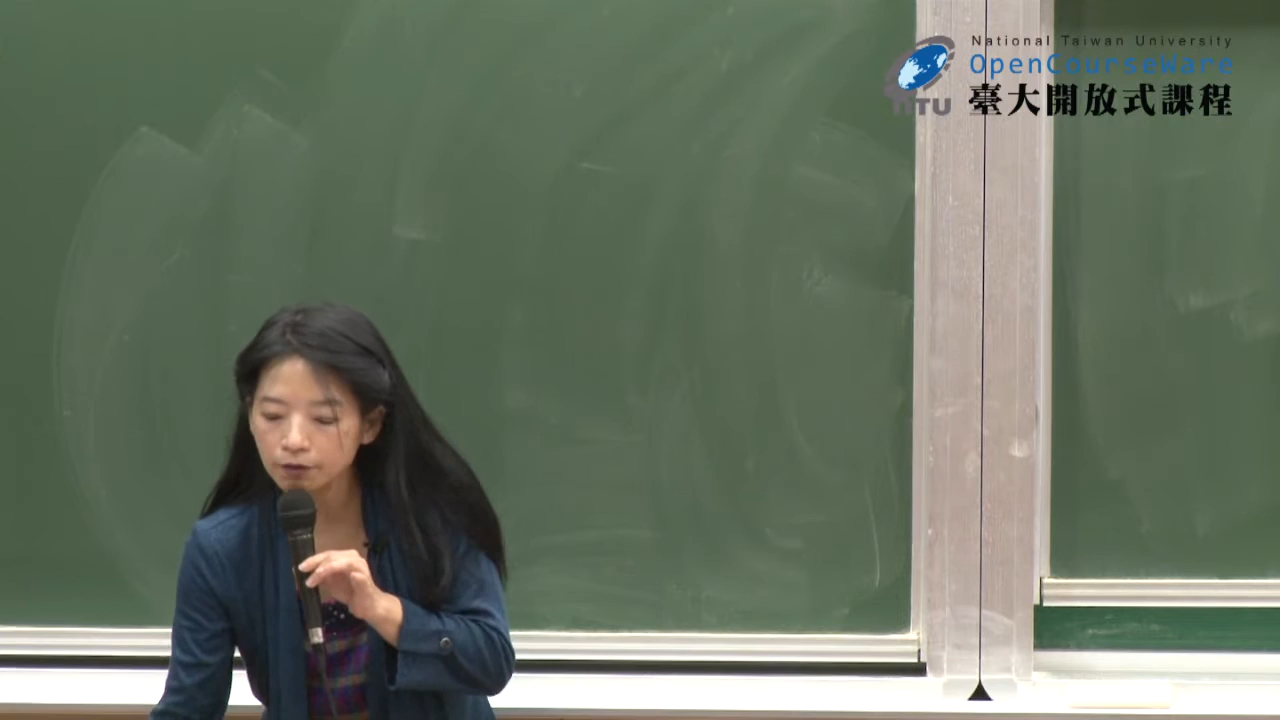 National Taiwan University
OpenCourseWare
臺大開放式課程
NTU